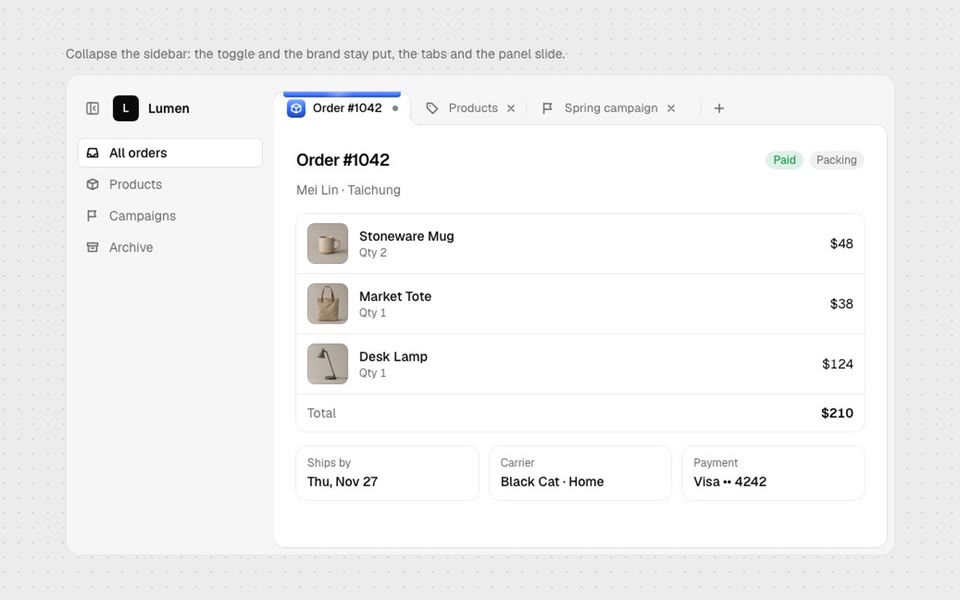 Collapse the sidebar: the toggle and the brand stay put, the tabs and the panel slide.
L Lumen
Order #1042
Products
Spring campaign
All orders
Products
Campaigns
Archive
Order #1042
Paid
Packing
Mei Lin · Taichung
Stoneware Mug
Qty 2
$48
Market Tote
Qty 1
$38
Desk Lamp
Qty 1
$124
Total
$210
Ships by
Thu, Nov 27
Carrier
Black Cat · Home
Payment
Visa •• 4242